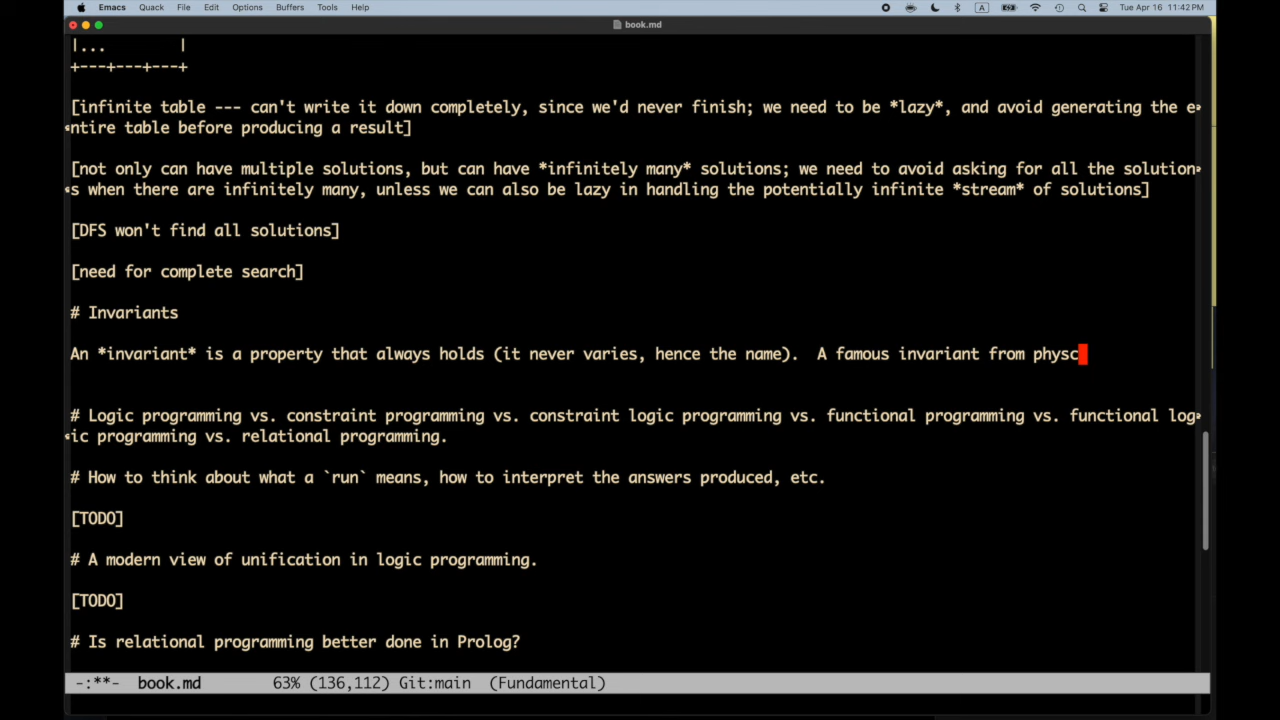 Emacs Quack File Edit Options Buffers Tools Help A Tue Apr 16 11:42 PM
book.md
|... |
+---+---+---+
[infinite table --- can't write it down completely, since we'd never finish; we need to be *lazy*, and avoid generating the e
ntire table before producing a result]
[not only can have multiple solutions, but can have *infinitely many* solutions; we need to avoid asking for all the solution
s when there are infinitely many, unless we can also be lazy in handling the potentially infinite *stream* of solutions]
[DFS won't find all solutions]
[need for complete search]
# Invariants
An *invariant* is a property that always holds (it never varies, hence the name).  A famous invariant from physc
# Logic programming vs. constraint programming vs. constraint logic programming vs. functional programming vs. functional log
ic programming vs. relational programming.
# How to think about what a `run` means, how to interpret the answers produced, etc.
[TODO]
# A modern view of unification in logic programming.
[TODO]
# Is relational programming better done in Prolog?
-:**-  book.md 63% (136,112) Git:main (Fundamental)